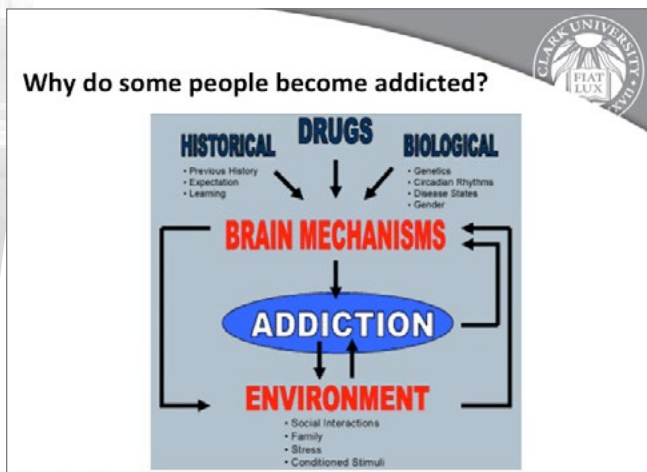 CLARK UNIVERSITY
FIAT
LUX
Why do some people become addicted?
DRUGS
HISTORICAL
BIOLOGICAL
• Previous History
• Expectation
• Learning
• Genetics
• Circadian Rhythms
• Disease States
• Gender
BRAIN MECHANISMS
ADDICTION
ENVIRONMENT
• Social Interactions
• Family
• Stress
• Conditioned Stimuli